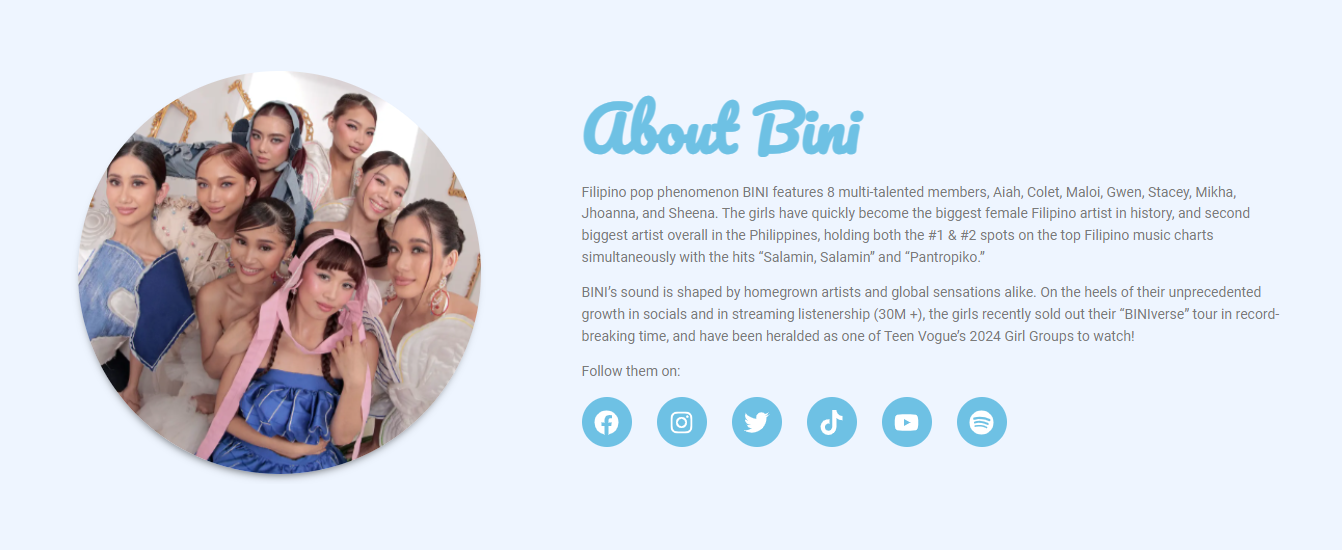 About Bini
Filipino pop phenomenon BINI features 8 multi-talented members, Aiah, Colet, Maloi, Gwen, Stacey, Mikha,
Jhoanna, and Sheena. The girls have quickly become the biggest female Filipino artist in history, and second
biggest artist overall in the Philippines, holding both the #1 & #2 spots on the top Filipino music charts
simultaneously with the hits “Salamin, Salamin” and “Pantropiko.”
BINI’s sound is shaped by homegrown artists and global sensations alike. On the heels of their unprecedented
growth in socials and in streaming listenership (30M +), the girls recently sold out their “BINIverse” tour in record-
breaking time, and have been heralded as one of Teen Vogue’s 2024 Girl Groups to watch!
Follow them on: